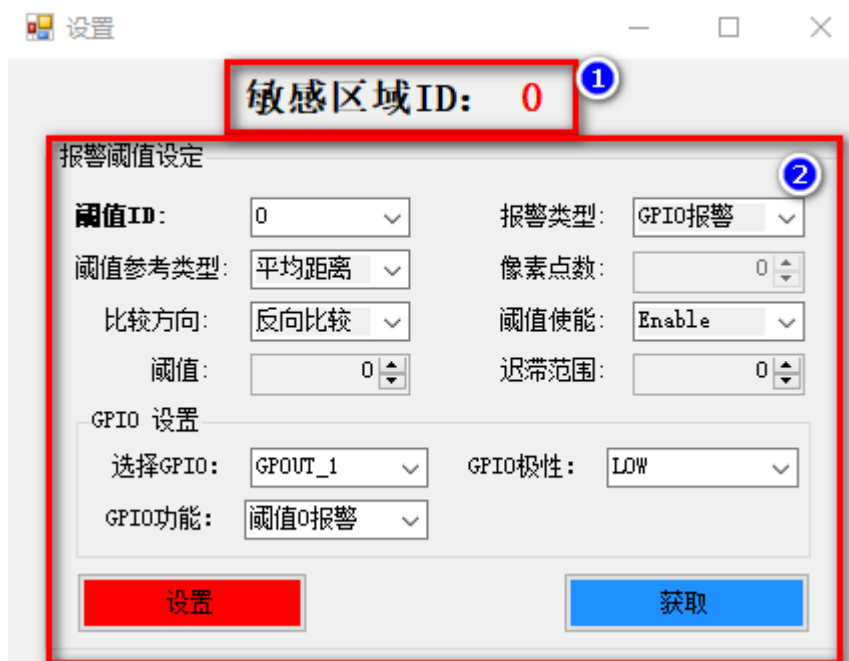 设置
敏感区域ID: 0
1
报警阈值设定
2
阈值ID: 0 报警类型: GPIO报警
阈值参考类型: 平均距离 像素点数: 0
比较方向: 反向比较 阈值使能: Enable
阈值: 0 迟滞范围: 0
GPIO 设置
选择GPIO: GPOUT_1 GPIO极性: LOW
GPIO功能: 阈值0报警
设置 获取